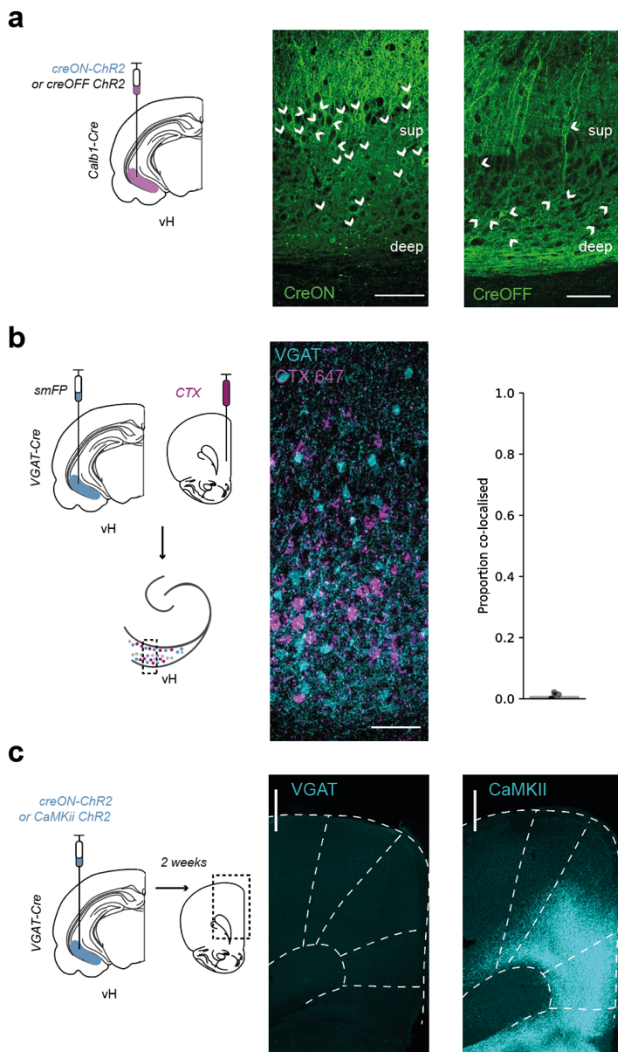 a
creON-ChR2
or creOFF ChR2
Calb1-Cre
vH
sup
deep
CreON
sup
deep
CreOFF
b
smFP
CTX
VGAT-Cre
vH
vH
VGAT
CTX 647
Proportion co-localised
1.0
0.8
0.6
0.4
0.2
0.0
c
creON-ChR2
or CaMKii ChR2
VGAT-Cre
2 weeks
vH
VGAT
CaMKII